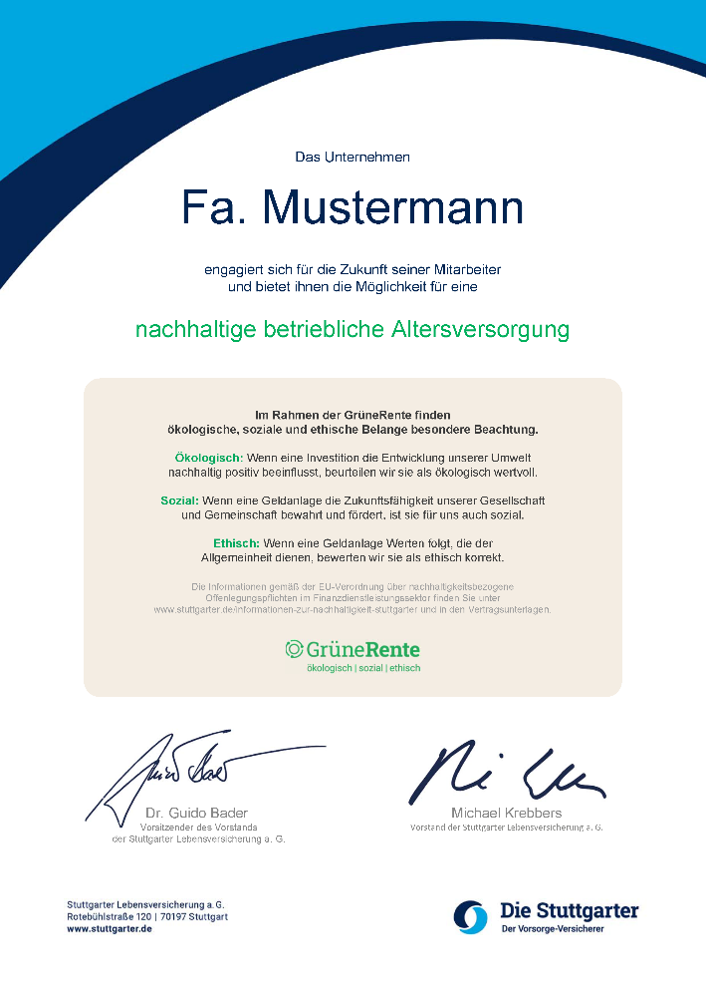 Das Unternehmen
Fa. Mustermann
engagiert sich für die Zukunft seiner Mitarbeiter
und bietet ihnen die Möglichkeit für eine
nachhaltige betriebliche Altersversorgung
Im Rahmen der GrüneRente finden
ökologische, soziale und ethische Belange besondere Beachtung.
Ökologisch: Wenn eine Investition die Entwicklung unserer Umwelt
nachhaltig positiv beeinflusst, beurteilen wir sie als ökologisch wertvoll.
Sozial: Wenn eine Geldanlage die Zukunftsfähigkeit unserer Gesellschaft
und Gemeinschaft bewahrt und fördert, ist sie für uns auch sozial.
Ethisch: Wenn eine Geldanlage Werten folgt, die der
Allgemeinheit dienen, bewerten wir sie als ethisch korrekt.
Die Informationen gemäß der EU-Verordnung über nachhaltigkeitsbezogene
Offenlegungspflichten im Finanzdienstleistungssektor finden Sie unter
www.stuttgarter.de/informationen-zur-nachhaltigkeit-stuttgarter und in den Vertragsunterlagen.
GrüneRente
ökologisch | sozial | ethisch
Dr. Guido Bader
Vorsitzender des Vorstands
der Stuttgarter Lebensversicherung a. G.
Michael Krebbers
Vorstand der Stuttgarter Lebensversicherung a. G.
Stuttgarter Lebensversicherung a. G.
Rotebühlstraße 120 | 70197 Stuttgart
www.stuttgarter.de
Die Stuttgarter
Der Vorsorge-Versicherer